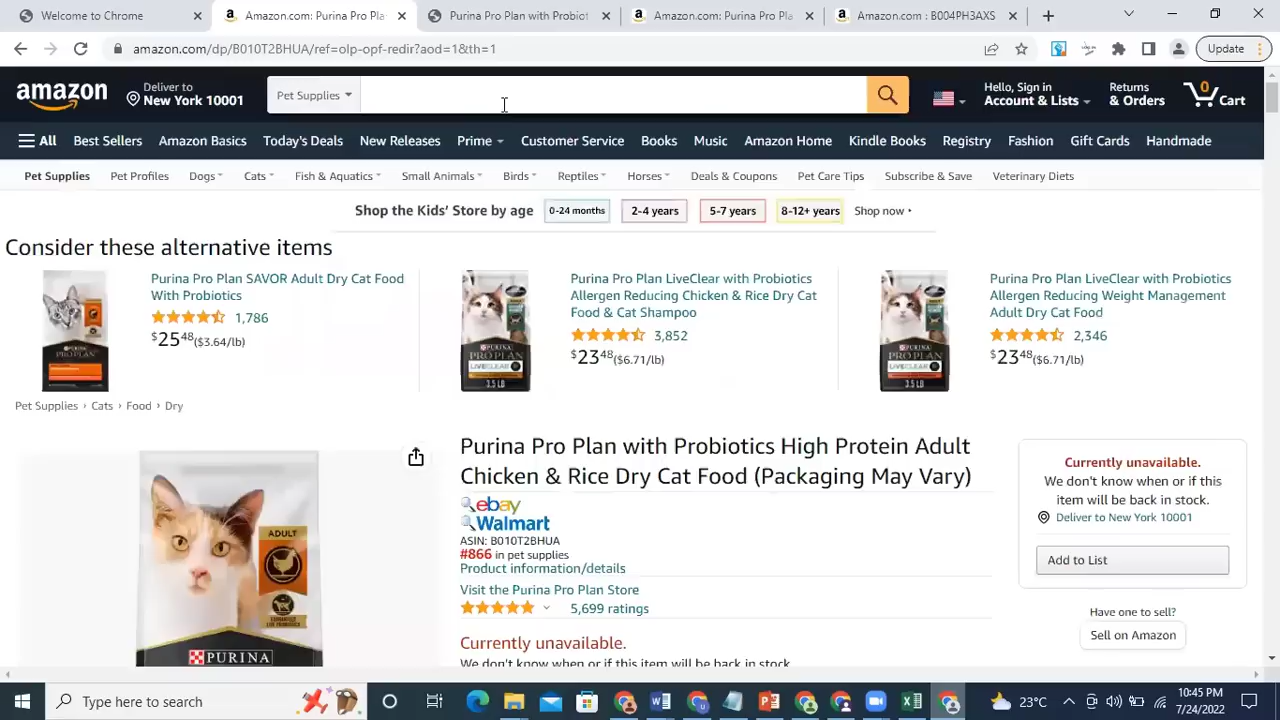 Welcome to Chrome
Amazon.com: Purina Pro Pla
Purina Pro Plan with Probiot
Amazon.com: Purina Pro Pla
Amazon.com : B004PH3AXS
amazon.com/dp/B010T2BHUA/ref=olp-opf-redir?aod=1&th=1
Update
amazon
Deliver to
New York 10001
Pet Supplies
Hello, Sign in
Account & Lists
Returns
& Orders
0
Cart
All
Best Sellers
Amazon Basics
Today's Deals
New Releases
Prime
Customer Service
Books
Music
Amazon Home
Kindle Books
Registry
Fashion
Gift Cards
Handmade
Pet Supplies
Pet Profiles
Dogs
Cats
Fish & Aquatics
Small Animals
Birds
Reptiles
Horses
Deals & Coupons
Pet Care Tips
Subscribe & Save
Veterinary Diets
Shop the Kids' Store by age
0-24 months
2-4 years
5-7 years
8-12+ years
Shop now
Consider these alternative items
Purina Pro Plan SAVOR Adult Dry Cat Food
With Probiotics
1,786
$25 48 ($3.64/lb)
Purina Pro Plan LiveClear with Probiotics
Allergen Reducing Chicken & Rice Dry Cat
Food & Cat Shampoo
3,852
$23 48 ($6.71/lb)
PROPLAN
LIVECLEAR
3.5 LB
Purina Pro Plan LiveClear with Probiotics
Allergen Reducing Weight Management
Adult Dry Cat Food
2,346
$23 48 ($6.71/lb)
PROPLAN
LIVECLEAR
3.5 LB
Pet Supplies › Cats › Food › Dry
ADULT
PURINA
Purina Pro Plan with Probiotics High Protein Adult
Chicken & Rice Dry Cat Food (Packaging May Vary)
ebay
Walmart
ASIN: B010T2BHUA
#866 in pet supplies
Product information/details
Visit the Purina Pro Plan Store
5,699 ratings
Currently unavailable.
We don't know when or if this item will be back in stock.
Currently unavailable.
We don't know when or if this
item will be back in stock.
Deliver to New York 10001
Add to List
Have one to sell?
Sell on Amazon
Type here to search
23°C
10:45 PM
7/24/2022